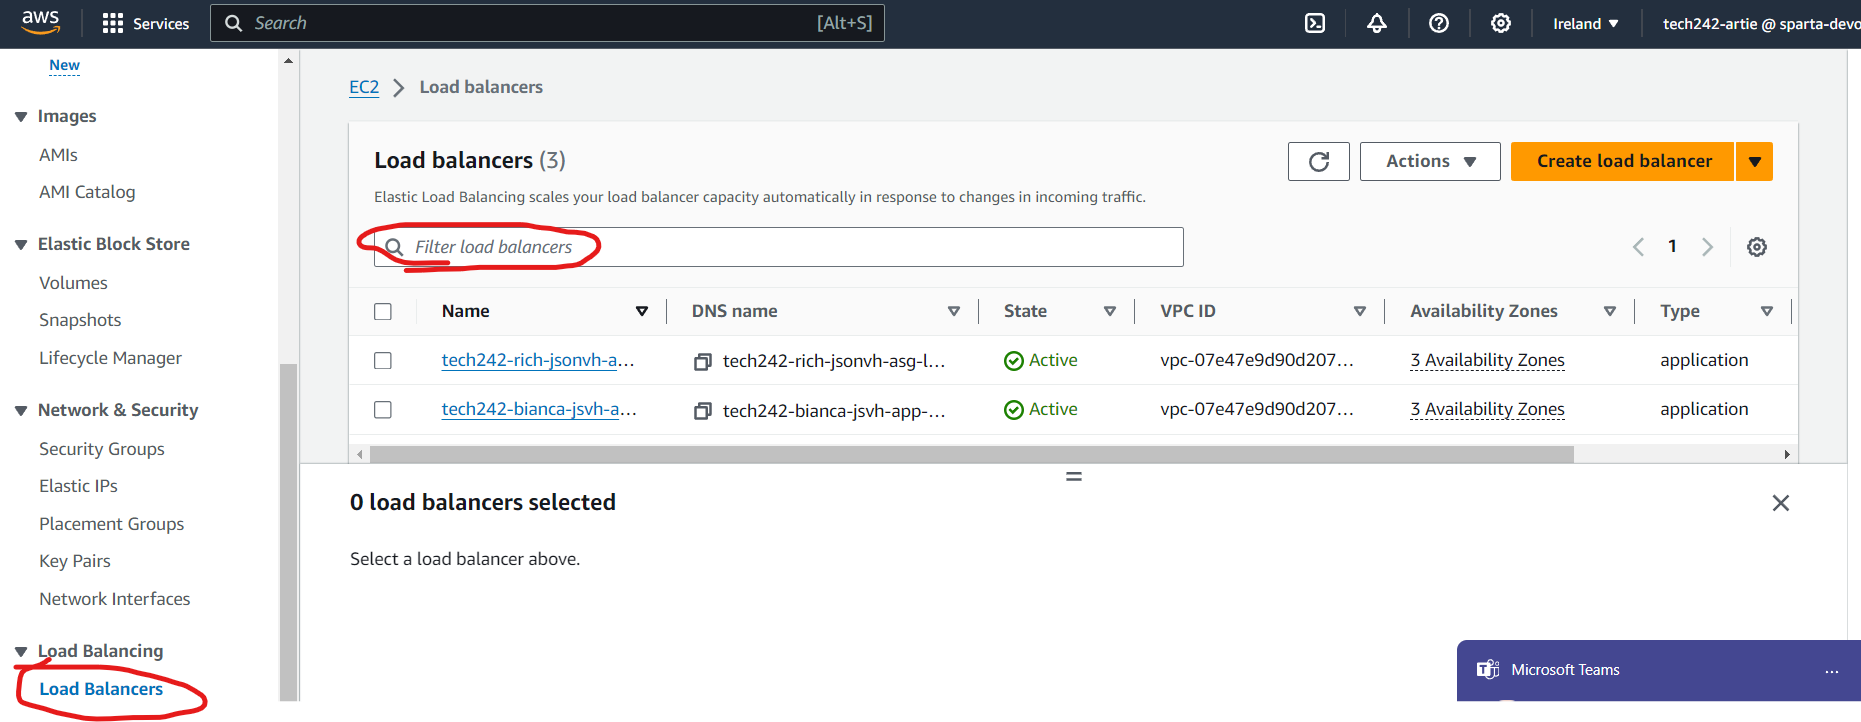 aws
Services
Search [Alt+S]
Ireland
tech242-artie @ sparta-devo
New
Images
AMIs
AMI Catalog
Elastic Block Store
Volumes
Snapshots
Lifecycle Manager
Network & Security
Security Groups
Elastic IPs
Placement Groups
Key Pairs
Network Interfaces
Load Balancing
Load Balancers
EC2 > Load balancers
Load balancers (3)
Actions
Create load balancer
Elastic Load Balancing scales your load balancer capacity automatically in response to changes in incoming traffic.
Filter load balancers
1
Name DNS name State VPC ID Availability Zones Type
tech242-rich-jsonvh-a... tech242-rich-jsonvh-asg-l... Active vpc-07e47e9d90d207... 3 Availability Zones application
tech242-bianca-jsvh-a... tech242-bianca-jsvh-app-... Active vpc-07e47e9d90d207... 3 Availability Zones application
0 load balancers selected
Select a load balancer above.
Microsoft Teams